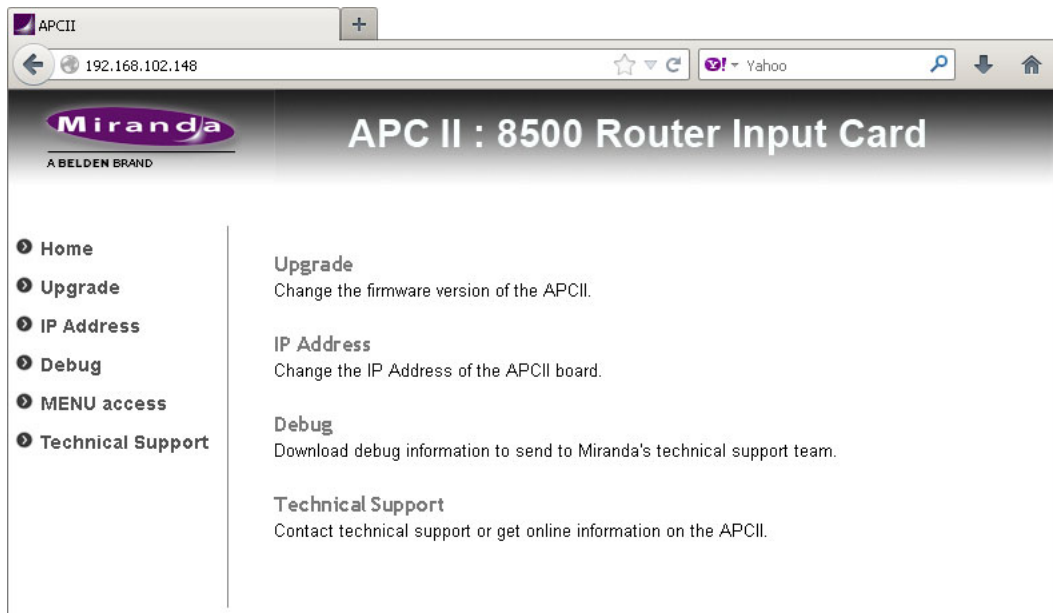 APCII
+
192.168.102.148
Y! Yahoo
Miranda
A BELDEN BRAND
APC II : 8500 Router Input Card
Home
Upgrade
IP Address
Debug
MENU access
Technical Support
Upgrade
Change the firmware version of the APCII.
IP Address
Change the IP Address of the APCII board.
Debug
Download debug information to send to Miranda's technical support team.
Technical Support
Contact technical support or get online information on the APCII.